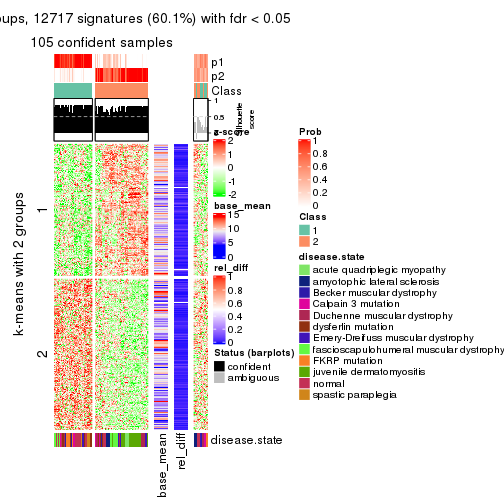 oups, 12717 signatures (60.1%) with fdr < 0.05
105 confident samples
p1
p2
Class
1
0.5
0
Silhouette
score
k-means with 2 groups
1
2
base_mean
rel_diff
disease.state
z-score
2
1
0
-1
-2
base_mean
15
10
5
0
rel_diff
1
0.8
0.6
0.4
0.2
0
Status (barplots)
confident
ambiguous
Prob
1
0.8
0.6
0.4
0.2
0
Class
1
2
disease.state
acute quadriplegic myopathy
amyotophic lateral sclerosis
Becker muscular dystrophy
Calpain 3 mutation
Duchenne muscular dystrophy
dysferlin mutation
Emery-Dreifuss muscular dystrophy
fascioscapulohumeral muscular dystrophy
FKRP mutation
juvenile dermatomyositis
normal
spastic paraplegia